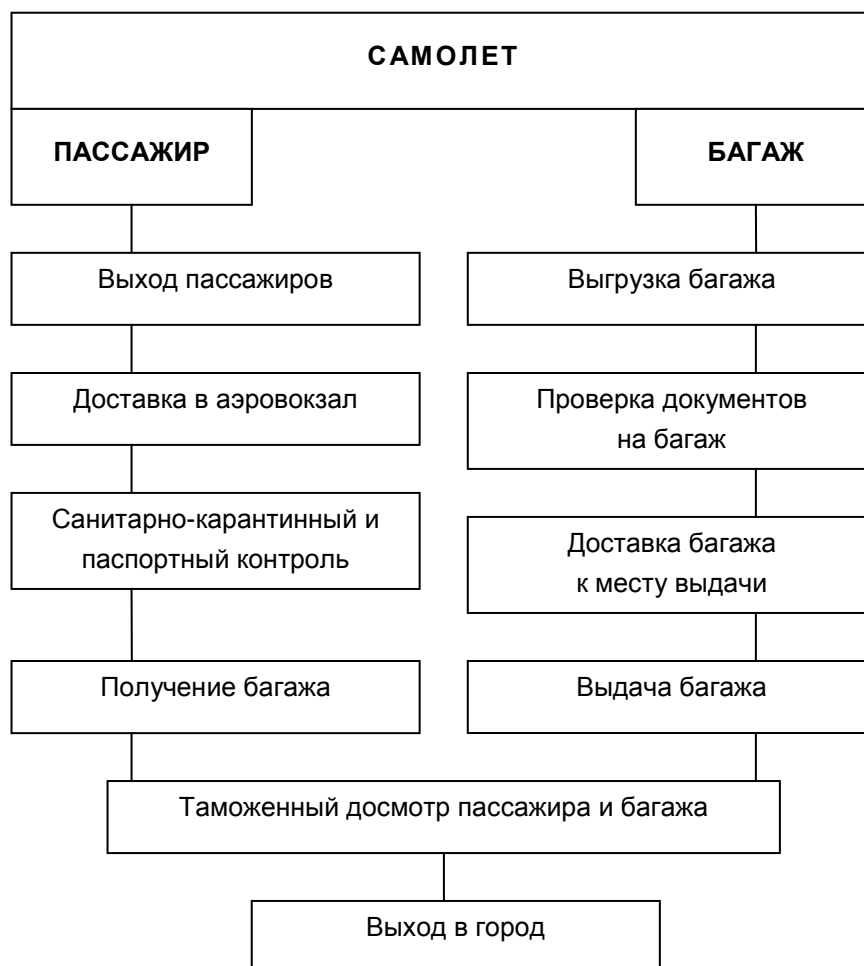 САМОЛЕТ
ПАССАЖИР
БАГАЖ
Выход пассажиров
Выгрузка багажа
Доставка в аэровокзал
Проверка документов
на багаж
Санитарно-карантинный и
паспортный контроль
Доставка багажа
к месту выдачи
Получение багажа
Выдача багажа
Таможенный досмотр пассажира и багажа
Выход в город